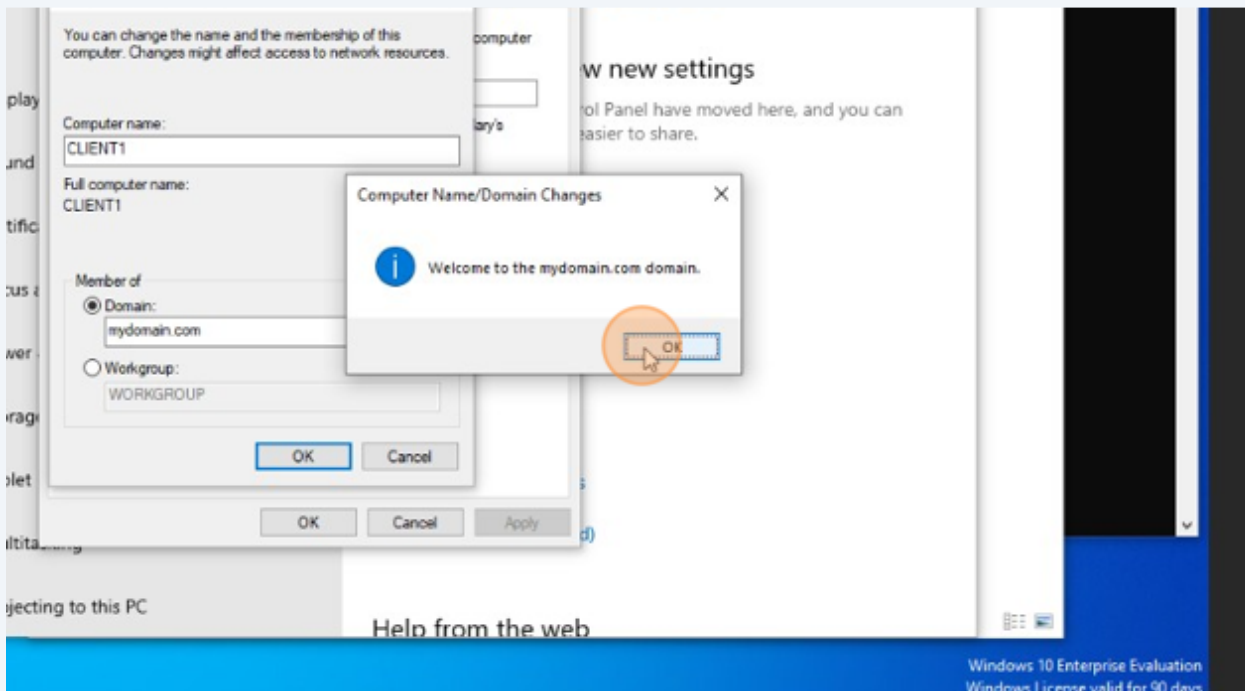 You can change the name and the membership of this
computer. Changes might affect access to network resources.
computer
w new settings
rol Panel have moved here, and you can
easier to share.
play
Computer name:
ary's
CLIENT1
und
Full computer name:
CLIENT1
Computer Name/Domain Changes
tific
Welcome to the mydomain.com domain.
cus a
Member of
Domain:
mydomain.com
OK
wer
Workgroup:
WORKGROUP
rage
OK Cancel
blet
s
OK Cancel Apply
d)
ltitasking
ojecting to this PC
Help from the web
Windows 10 Enterprise Evaluation
Windows License valid for 90 days